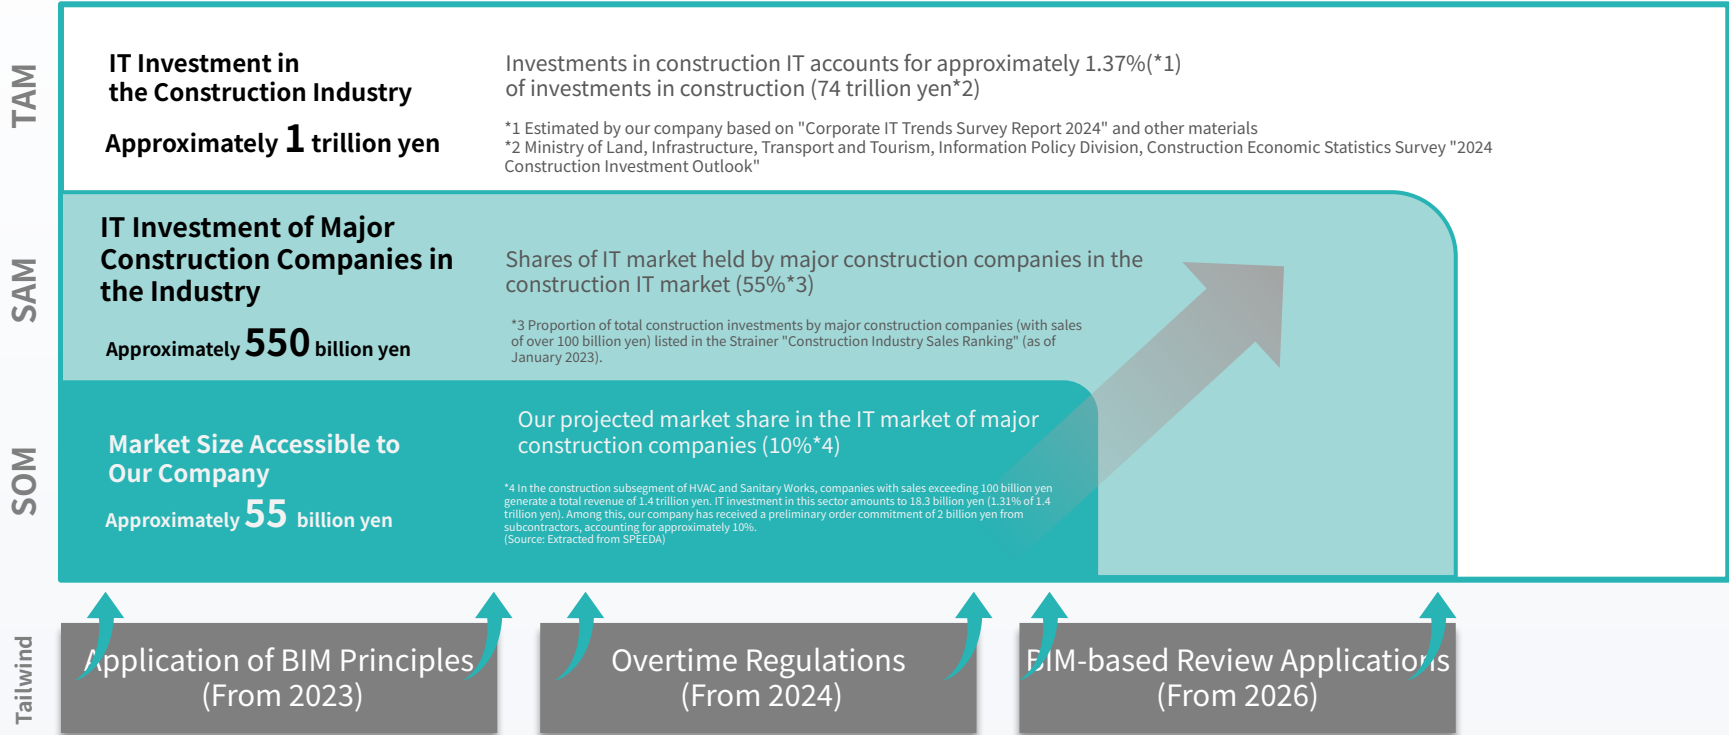 TAM
IT Investment in
the Construction Industry
Approximately 1 trillion yen
Investments in construction IT accounts for approximately 1.37%(*1)
of investments in construction (74 trillion yen*2)
*1 Estimated by our company based on "Corporate IT Trends Survey Report 2024" and other materials
*2 Ministry of Land, Infrastructure, Transport and Tourism, Information Policy Division, Construction Economic Statistics Survey "2024
Construction Investment Outlook"
SAM
IT Investment of Major
Construction Companies in
the Industry
Approximately 550 billion yen
Shares of IT market held by major construction companies in the
construction IT market (55%*3)
*3 Proportion of total construction investments by major construction companies (with sales
of over 100 billion yen) listed in the Strainer "Construction Industry Sales Ranking" (as of
January 2023).
SOM
Market Size Accessible to
Our Company
Approximately 55 billion yen
Our projected market share in the IT market of major
construction companies (10%*4)
*4 In the construction subsegment of HVAC and Sanitary Works, companies with sales exceeding 100 billion yen
generate a total revenue of 1.4 trillion yen. IT investment in this sector amounts to 18.3 billion yen (1.31% of 1.4
trillion yen). Among this, our company has received a preliminary order commitment of 2 billion yen from
subcontractors, accounting for approximately 10%.
(Source: Extracted from SPEEDA)
Tailwind
Application of BIM Principles
(From 2023)
Overtime Regulations
(From 2024)
BIM-based Review Applications
(From 2026)